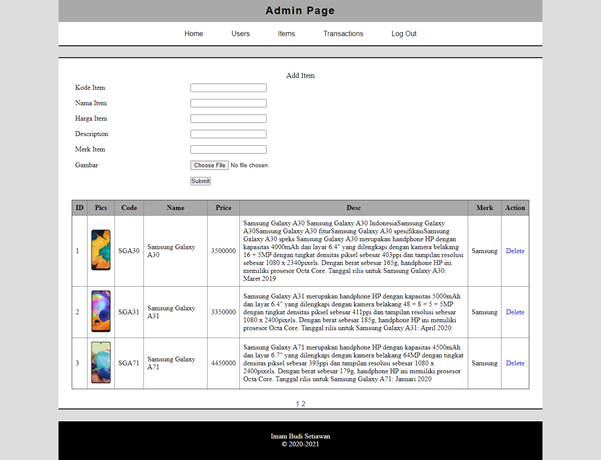 Admin Page
Home Users Items Transactions Log Out
Add Item
Kode Item
Nama Item
Harga Item
Description
Merk Item
Gambar Choose File No file chosen
Submit
ID Pics Code Name Price Desc Merk Action
1 SGA30 Samsung Galaxy A30 3500000 Samsung Galaxy A30 Samsung Galaxy A30 IndonesiaSamsung Galaxy
A30Samsung Galaxy A30 fiturSamsung Galaxy A30 spesifikasiSamsung
Galaxy A30 speks Samsung Galaxy A30 merupakan handphone HP dengan
kapasitas 4000mAh dan layar 6.4" yang dilengkapi dengan kamera belakang
16 + 5MP dengan tingkat densitas piksel sebesar 403ppi dan tampilan resolusi
sebesar 1080 x 2340pixels. Dengan berat sebesar 165g, handphone HP ini
memiliki prosesor Octa Core. Tanggal rilis untuk Samsung Galaxy A30:
Maret 2019 Samsung Delete
2 SGA31 Samsung Galaxy A31 3350000 Samsung Galaxy A31 merupakan handphone HP dengan kapasitas 5000mAh
dan layar 6.4" yang dilengkapi dengan kamera belakang 48 + 8 + 5 + 5MP
dengan tingkat densitas piksel sebesar 411ppi dan tampilan resolusi sebesar
1080 x 2400pixels. Dengan berat sebesar 185g, handphone HP ini memiliki
prosesor Octa Core. Tanggal rilis untuk Samsung Galaxy A31: April 2020 Samsung Delete
3 SGA71 Samsung Galaxy A71 4450000 Samsung Galaxy A71 merupakan handphone HP dengan kapasitas 4500mAh
dan layar 6.7" yang dilengkapi dengan kamera belakang 64MP dengan tingkat
densitas piksel sebesar 393ppi dan tampilan resolusi sebesar 1080 x
2400pixels. Dengan berat sebesar 179g, handphone HP ini memiliki prosesor
Octa Core. Tanggal rilis untuk Samsung Galaxy A71: Januari 2020 Samsung Delete
1 2
Imam Budi Setiawan
© 2020-2021